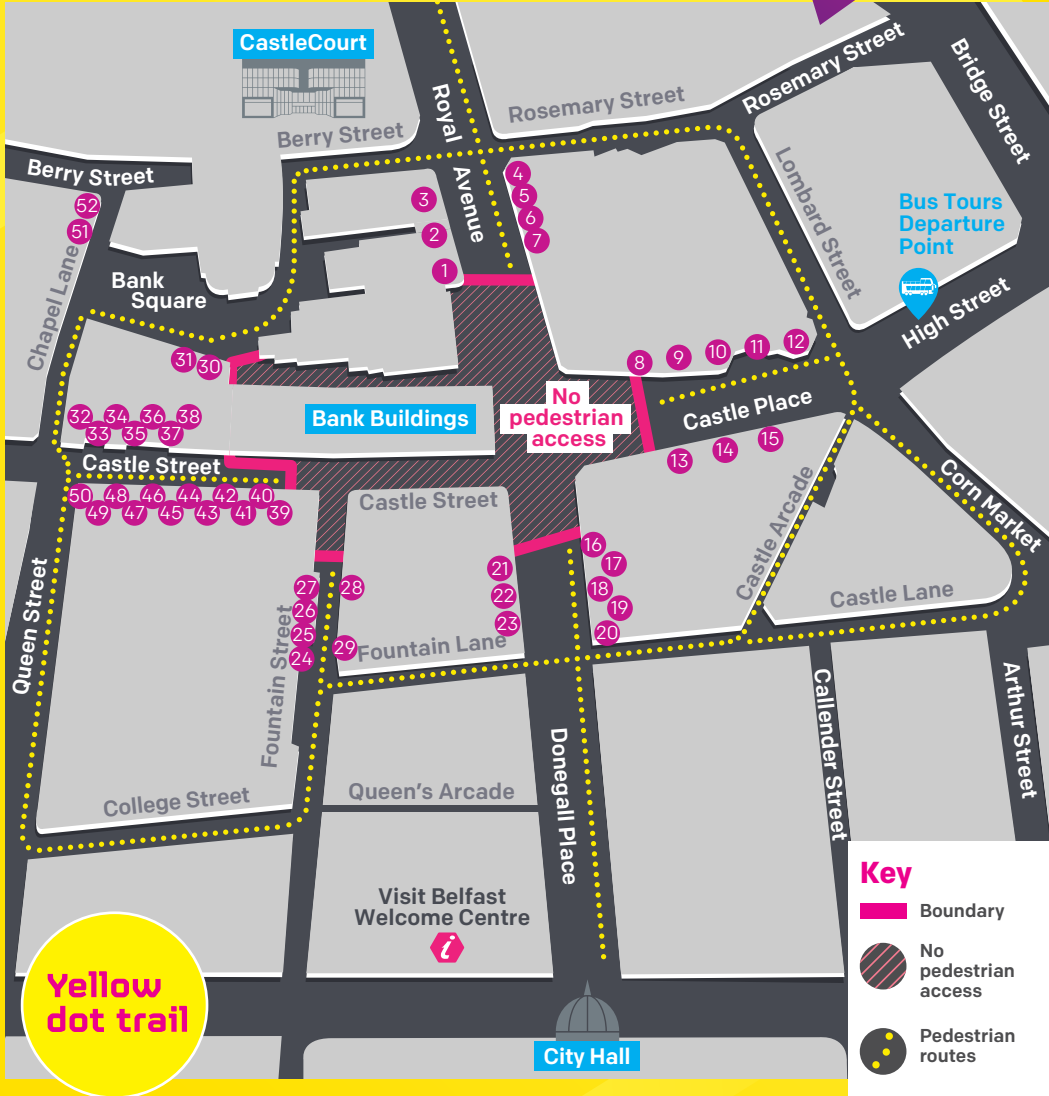 CastleCourt
Royal
Avenue
Rosemary Street
Rosemary Street
Bridge Street
Berry Street
Berry Street
Lombard Street
Bus Tours
Departure
Point
High Street
52
51
Chapel Lane
Bank
Square
3
2
1
4
5
6
7
31
30
8
9
10
11
12
No
pedestrian
access
Bank Buildings
Castle Place
13
14
15
32
34
36
38
33
35
37
Castle Street
50
48
46
44
42
40
49
47
45
43
41
39
Castle Street
Corn Market
Castle Arcade
Castle Lane
Queen Street
27
26
25
24
28
29
21
22
23
16
17
18
19
20
Fountain Street
Fountain Lane
Donegall Place
Callender Street
Arthur Street
College Street
Queen's Arcade
Visit Belfast
Welcome Centre
i
Yellow
dot trail
City Hall
Key
Boundary
No
pedestrian
access
Pedestrian
routes